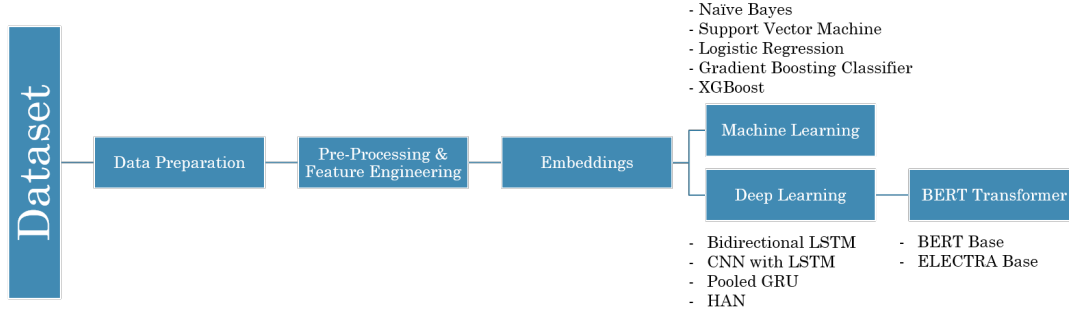 Dataset
Data Preparation
Pre-Processing &
Feature Engineering
Embeddings
- Naïve Bayes
- Support Vector Machine
- Logistic Regression
- Gradient Boosting Classifier
- XGBoost
Machine Learning
Deep Learning
- Bidirectional LSTM
- CNN with LSTM
- Pooled GRU
- HAN
BERT Transformer
- BERT Base
- ELECTRA Base